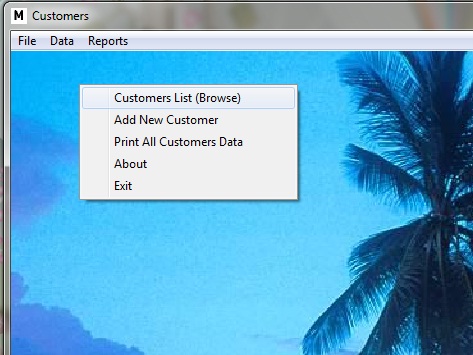 M Customers
File Data Reports
Customers List (Browse)
Add New Customer
Print All Customers Data
About
Exit